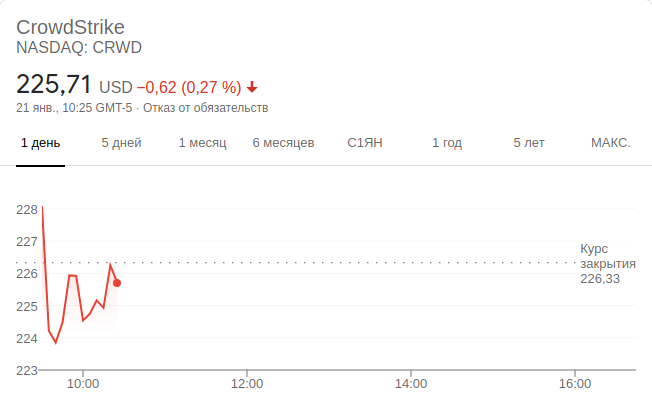 CrowdStrike
NASDAQ: CRWD
225,71 USD −0,62 (0,27 %)
21 янв., 10:25 GMT-5 · Отказ от обязательств
1 день 5 дней 1 месяц 6 месяцев С1ЯН 1 год 5 лет МАКС.
228
227
Курс
закрытия
226,33
226
225
224
223
10:00 12:00 14:00 16:00